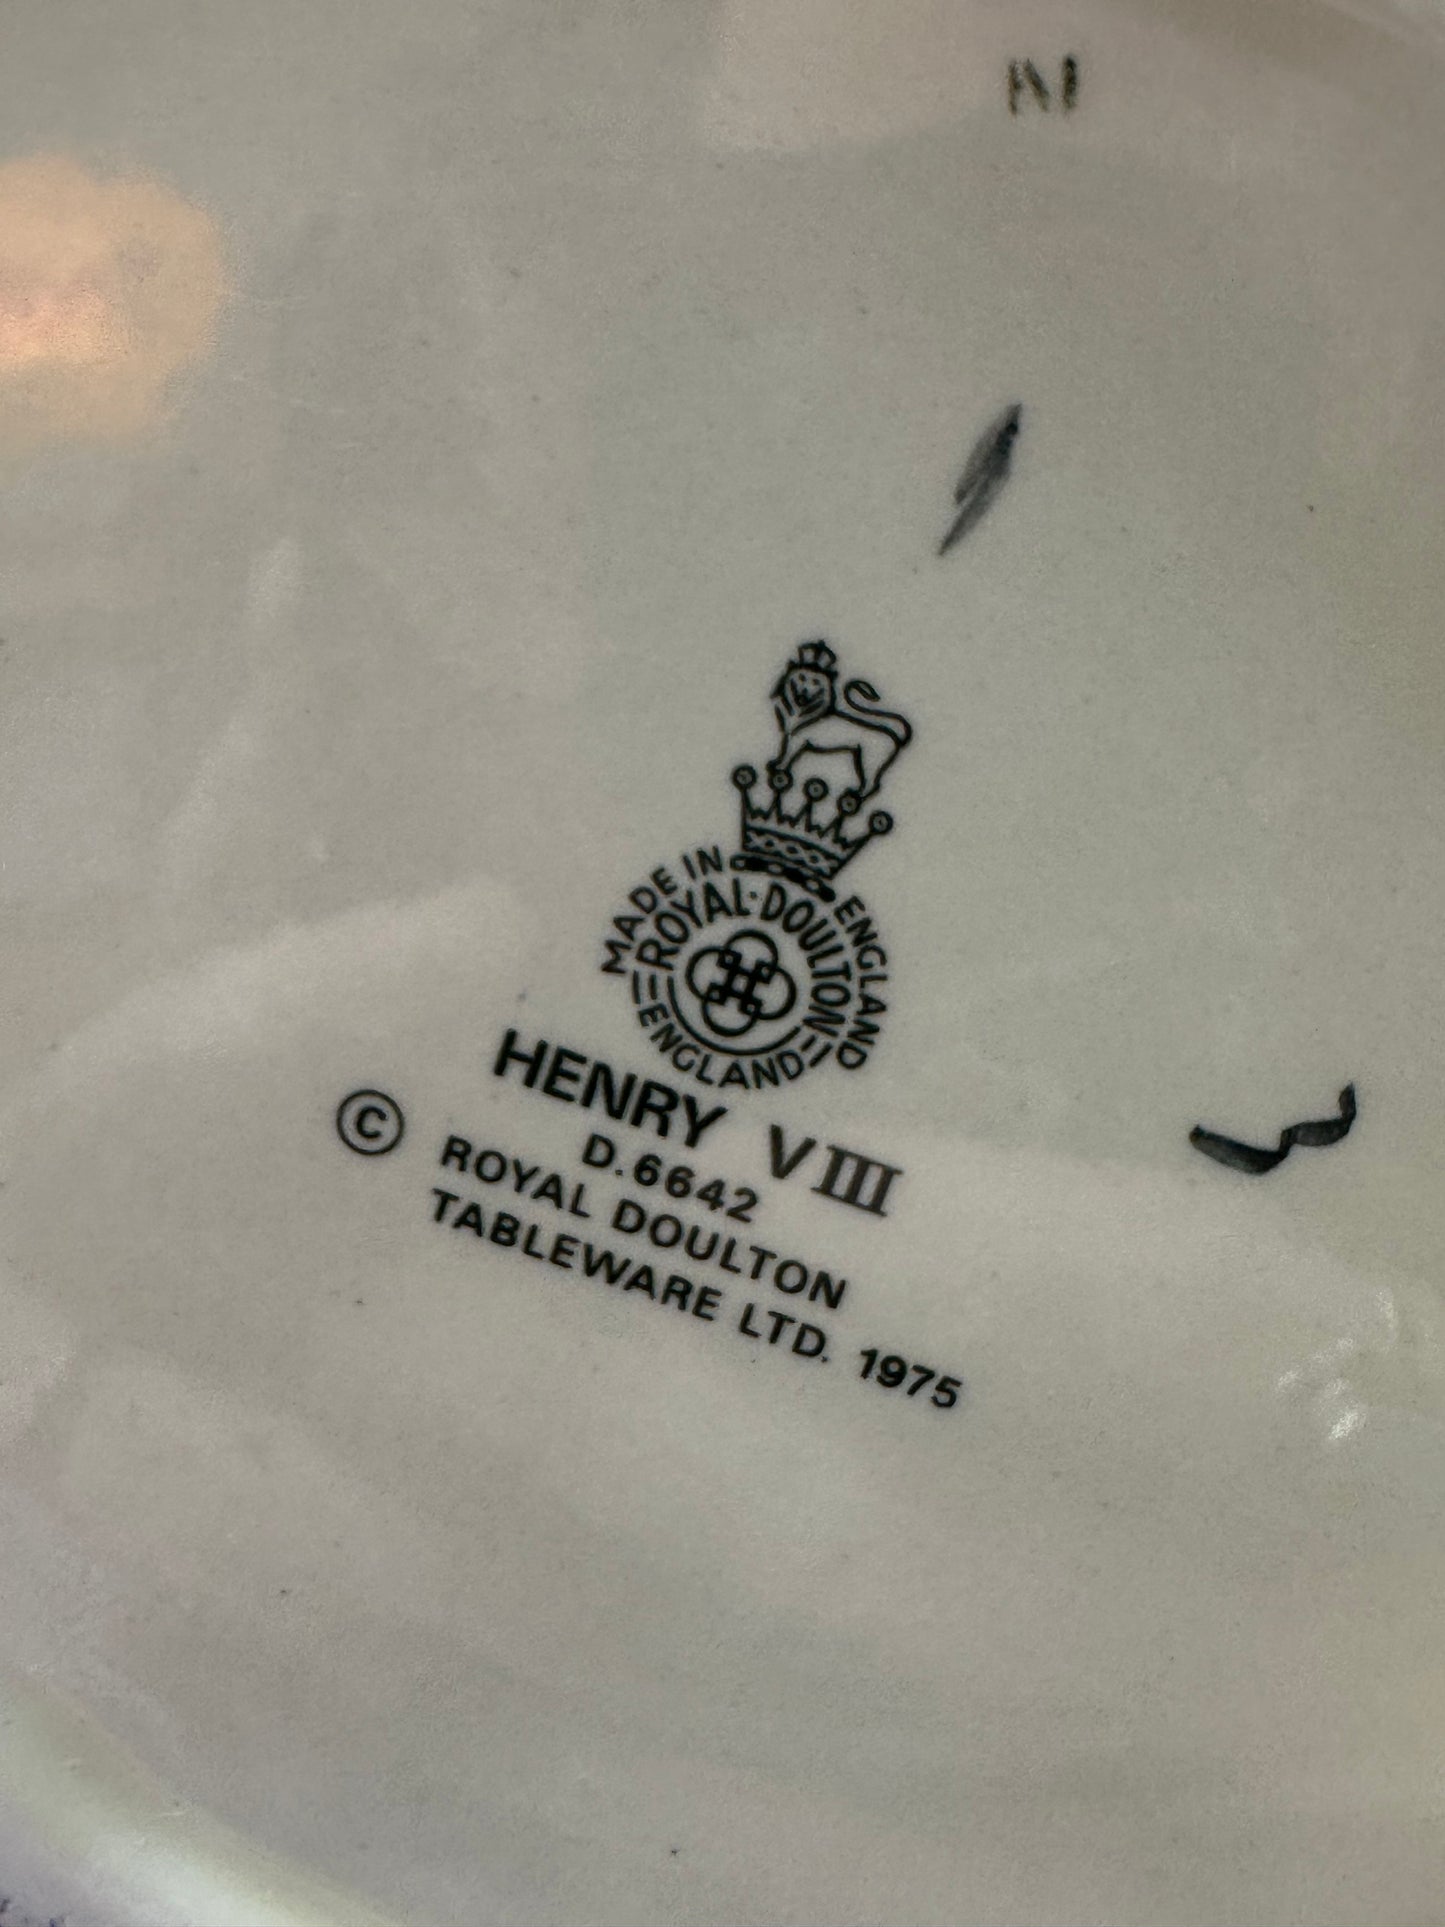 MADE IN ENGLAND
ROYAL·DOULTON
ENGLAND
HENRY VIII
D.6642
© ROYAL DOULTON
TABLEWARE LTD. 1975